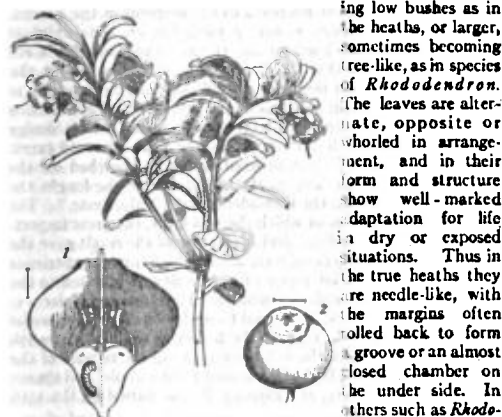 ing low bushes as in
the heaths, or larger,
sometimes becoming
tree-like, as in species
of Rhododendron.
The leaves are alter-
nate, opposite or
whorled in arrange-
ment, and in their
form and structure
show well-marked
adaptation for life
in dry or exposed
situations. Thus in
the true heaths they
are needle-like, with
the margins often
rolled back to form
a groove or an almost
closed chamber on
the under side. In
others such as Rhodo-
1
2